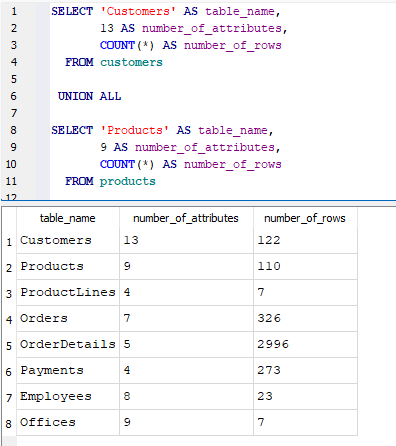 1 SELECT 'Customers' AS table_name,
2 13 AS number_of_attributes,
3 COUNT(*) AS number_of_rows
4 FROM customers
5
6 UNION ALL
7
8 SELECT 'Products' AS table_name,
9 9 AS number_of_attributes,
10 COUNT(*) AS number_of_rows
11 FROM products
12
table_name number_of_attributes number_of_rows
1 Customers 13 122
2 Products 9 110
3 ProductLines 4 7
4 Orders 7 326
5 OrderDetails 5 2996
6 Payments 4 273
7 Employees 8 23
8 Offices 9 7